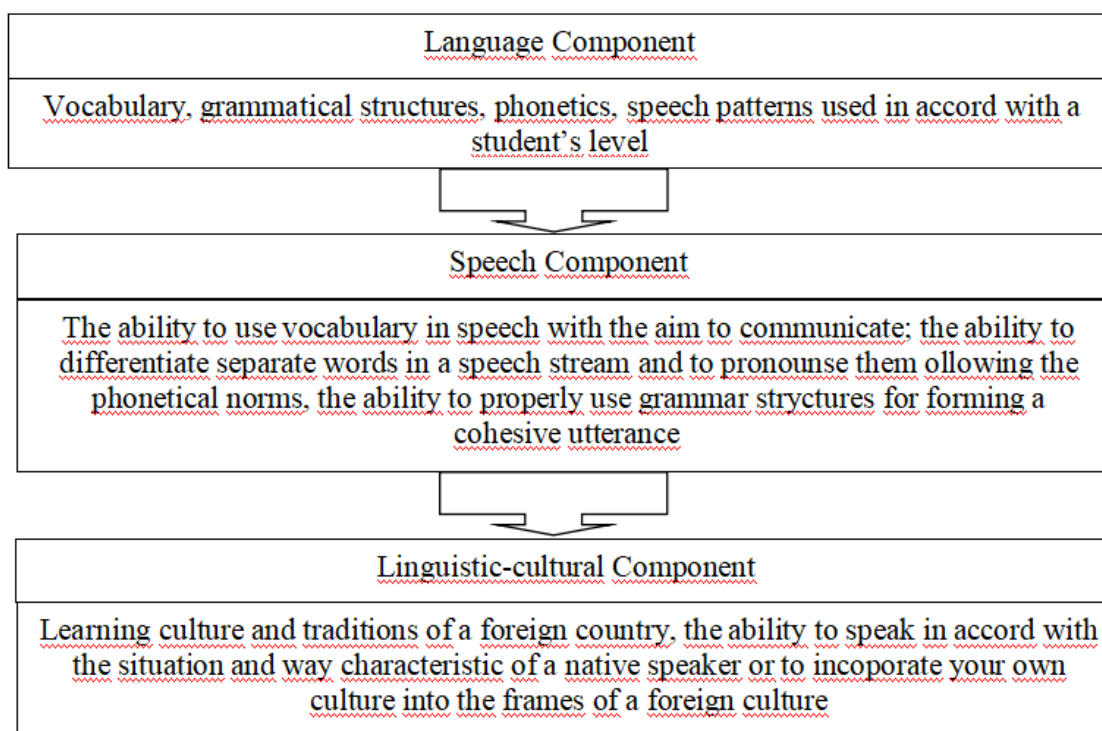 Language Component
Vocabulary, grammatical structures, phonetics, speech patterns used in accord with a
student’s level
Speech Component
The ability to use vocabulary in speech with the aim to communicate; the ability to
differentiate separate words in a speech stream and to pronounse them ollowing the
phonetical norms, the ability to properly use grammar stryctures for forming a
cohesive utterance
Linguistic-cultural Component
Learning culture and traditions of a foreign country, the ability to speak in accord with
the situation and way characteristic of a native speaker or to incoporate your own
culture into the frames of a foreign culture